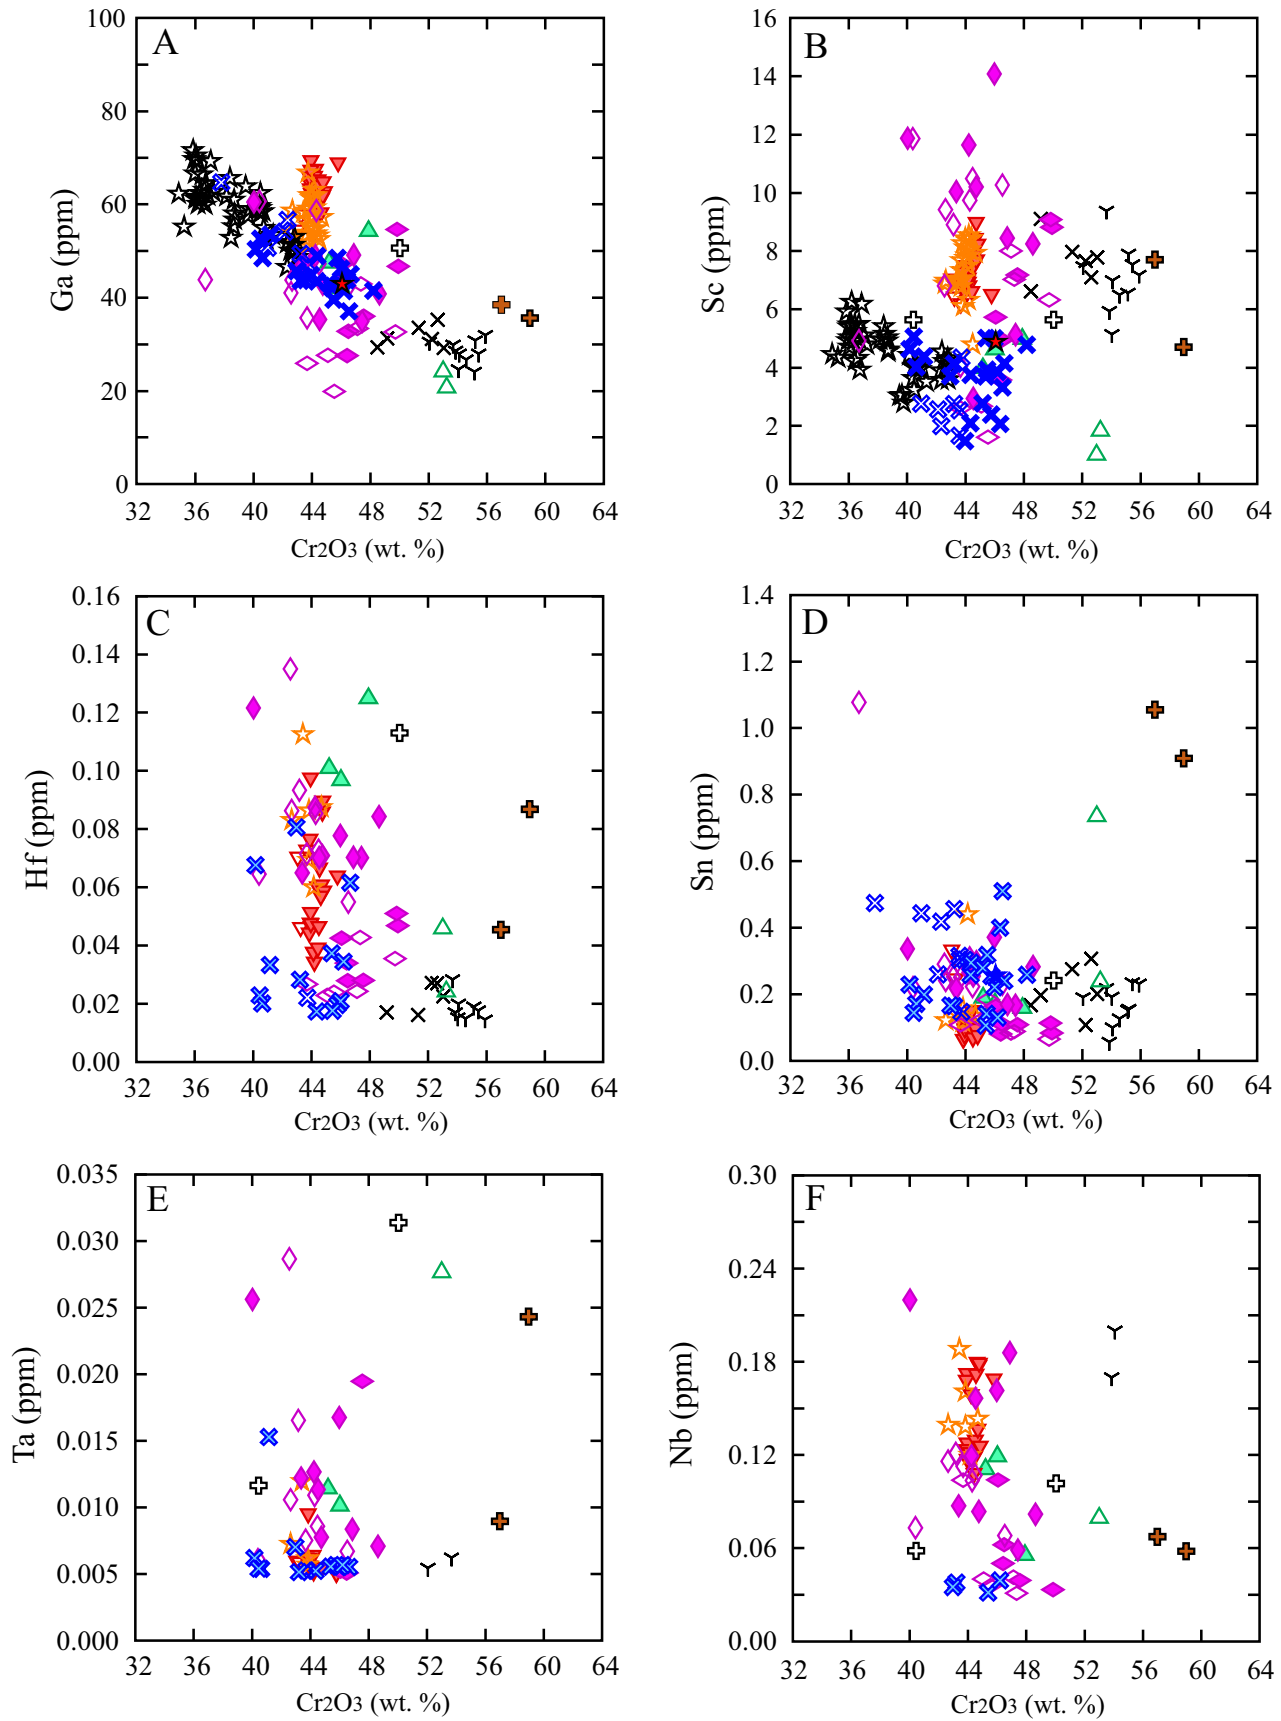 A
100
80
60
40
20
0
Ga (ppm)
32 36 40 44 48 52 56 60 64
Cr2O3 (wt. %)
B
16
14
12
10
8
6
4
2
0
Sc (ppm)
32 36 40 44 48 52 56 60 64
Cr2O3 (wt. %)
C
0.16
0.14
0.12
0.10
0.08
0.06
0.04
0.02
0.00
Hf (ppm)
32 36 40 44 48 52 56 60 64
Cr2O3 (wt. %)
D
1.4
1.2
1.0
0.8
0.6
0.4
0.2
0.0
Sn (ppm)
32 36 40 44 48 52 56 60 64
Cr2O3 (wt. %)
E
0.035
0.030
0.025
0.020
0.015
0.010
0.005
0.000
Ta (ppm)
32 36 40 44 48 52 56 60 64
Cr2O3 (wt. %)
F
0.30
0.24
0.18
0.12
0.06
0.00
Nb (ppm)
32 36 40 44 48 52 56 60 64
Cr2O3 (wt. %)